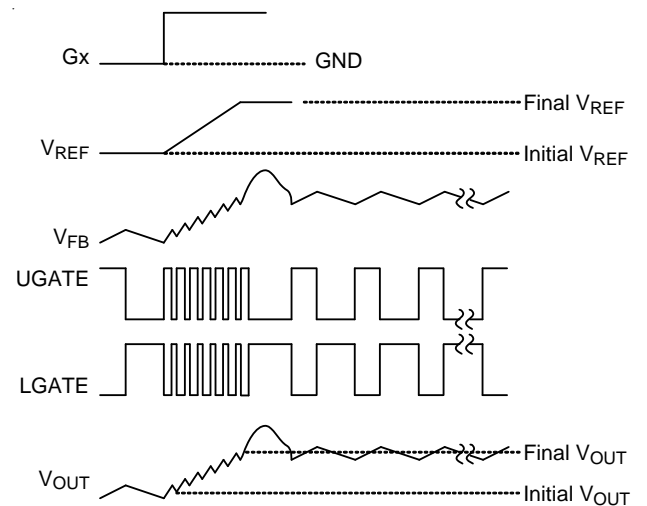 Gx
GND
Final VREF
VREF
Initial VREF
VFB
UGATE
LGATE
Final VOUT
VOUT
Initial VOUT